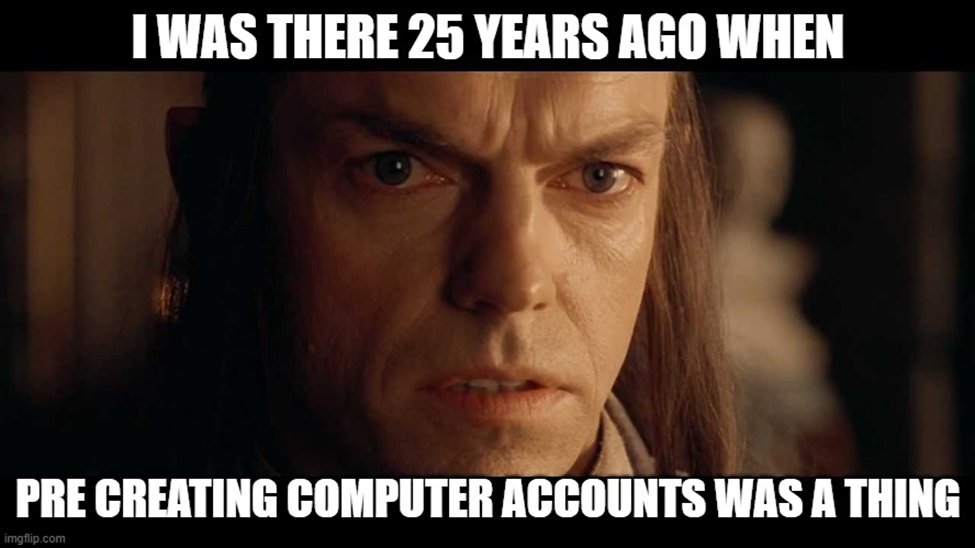 I WAS THERE 25 YEARS AGO WHEN
PRE CREATING COMPUTER ACCOUNTS WAS A THING
imgflip.com